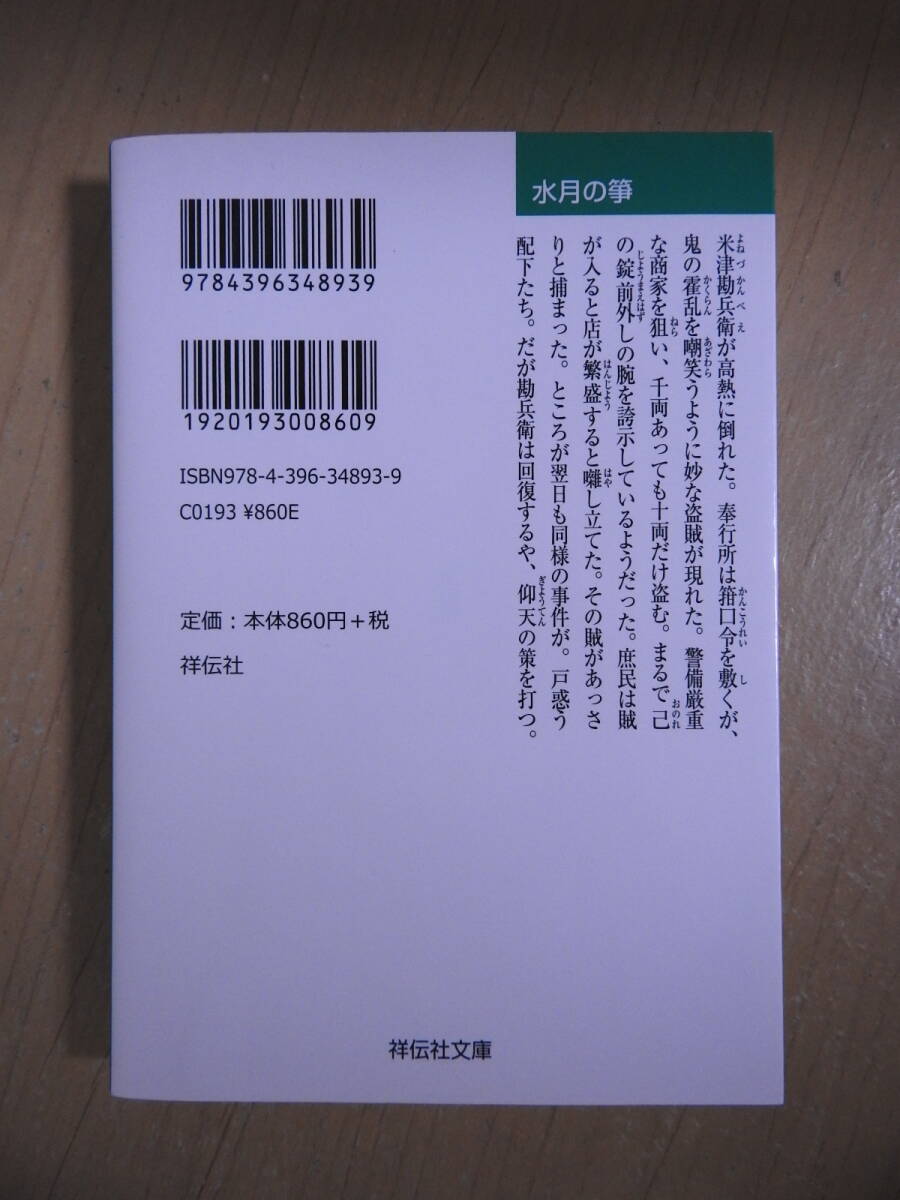 水月の箏
米津勘兵衛が高熱に倒れた。奉行所は箝口令を敷くが、
鬼の霍乱を嘲笑うように妙な盗賊が現れた。警備厳重
な商家を狙い、千両あっても十両だけ盗む。まるで己
の錠前外しの腕を誇示しているようだった。庶民は賊
が入ると店が繁盛すると囃し立てた。その賊があっさ
りと捕まった。ところが翌日も同様の事件が。戸惑う
配下たち。だが勘兵衛は回復するや、仰天の策を打つ。
9784396348939
1920193008609
ISBN978-4-396-34893-9
C0193 ¥860E
定価：本体860円＋税
祥伝社
祥伝社文庫